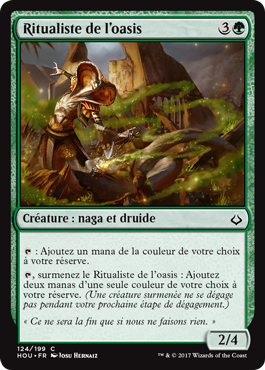 Ritualiste de l'oasis 3
Créature : naga et druide
: Ajoutez un mana de la couleur de votre choix
à votre réserve.
, surmenez le Ritualiste de l'oasis : Ajoutez
deux manas d'une seule couleur de votre choix à
votre réserve. (Une créature surmenée ne se dégage
pas pendant votre prochaine étape de dégagement.)
« Ce ne sera la fin que si nous ne faisons rien. »
2/4
124/199 C
HOU • FR Josu Hernaiz
™ & © 2017 Wizards of the Coast